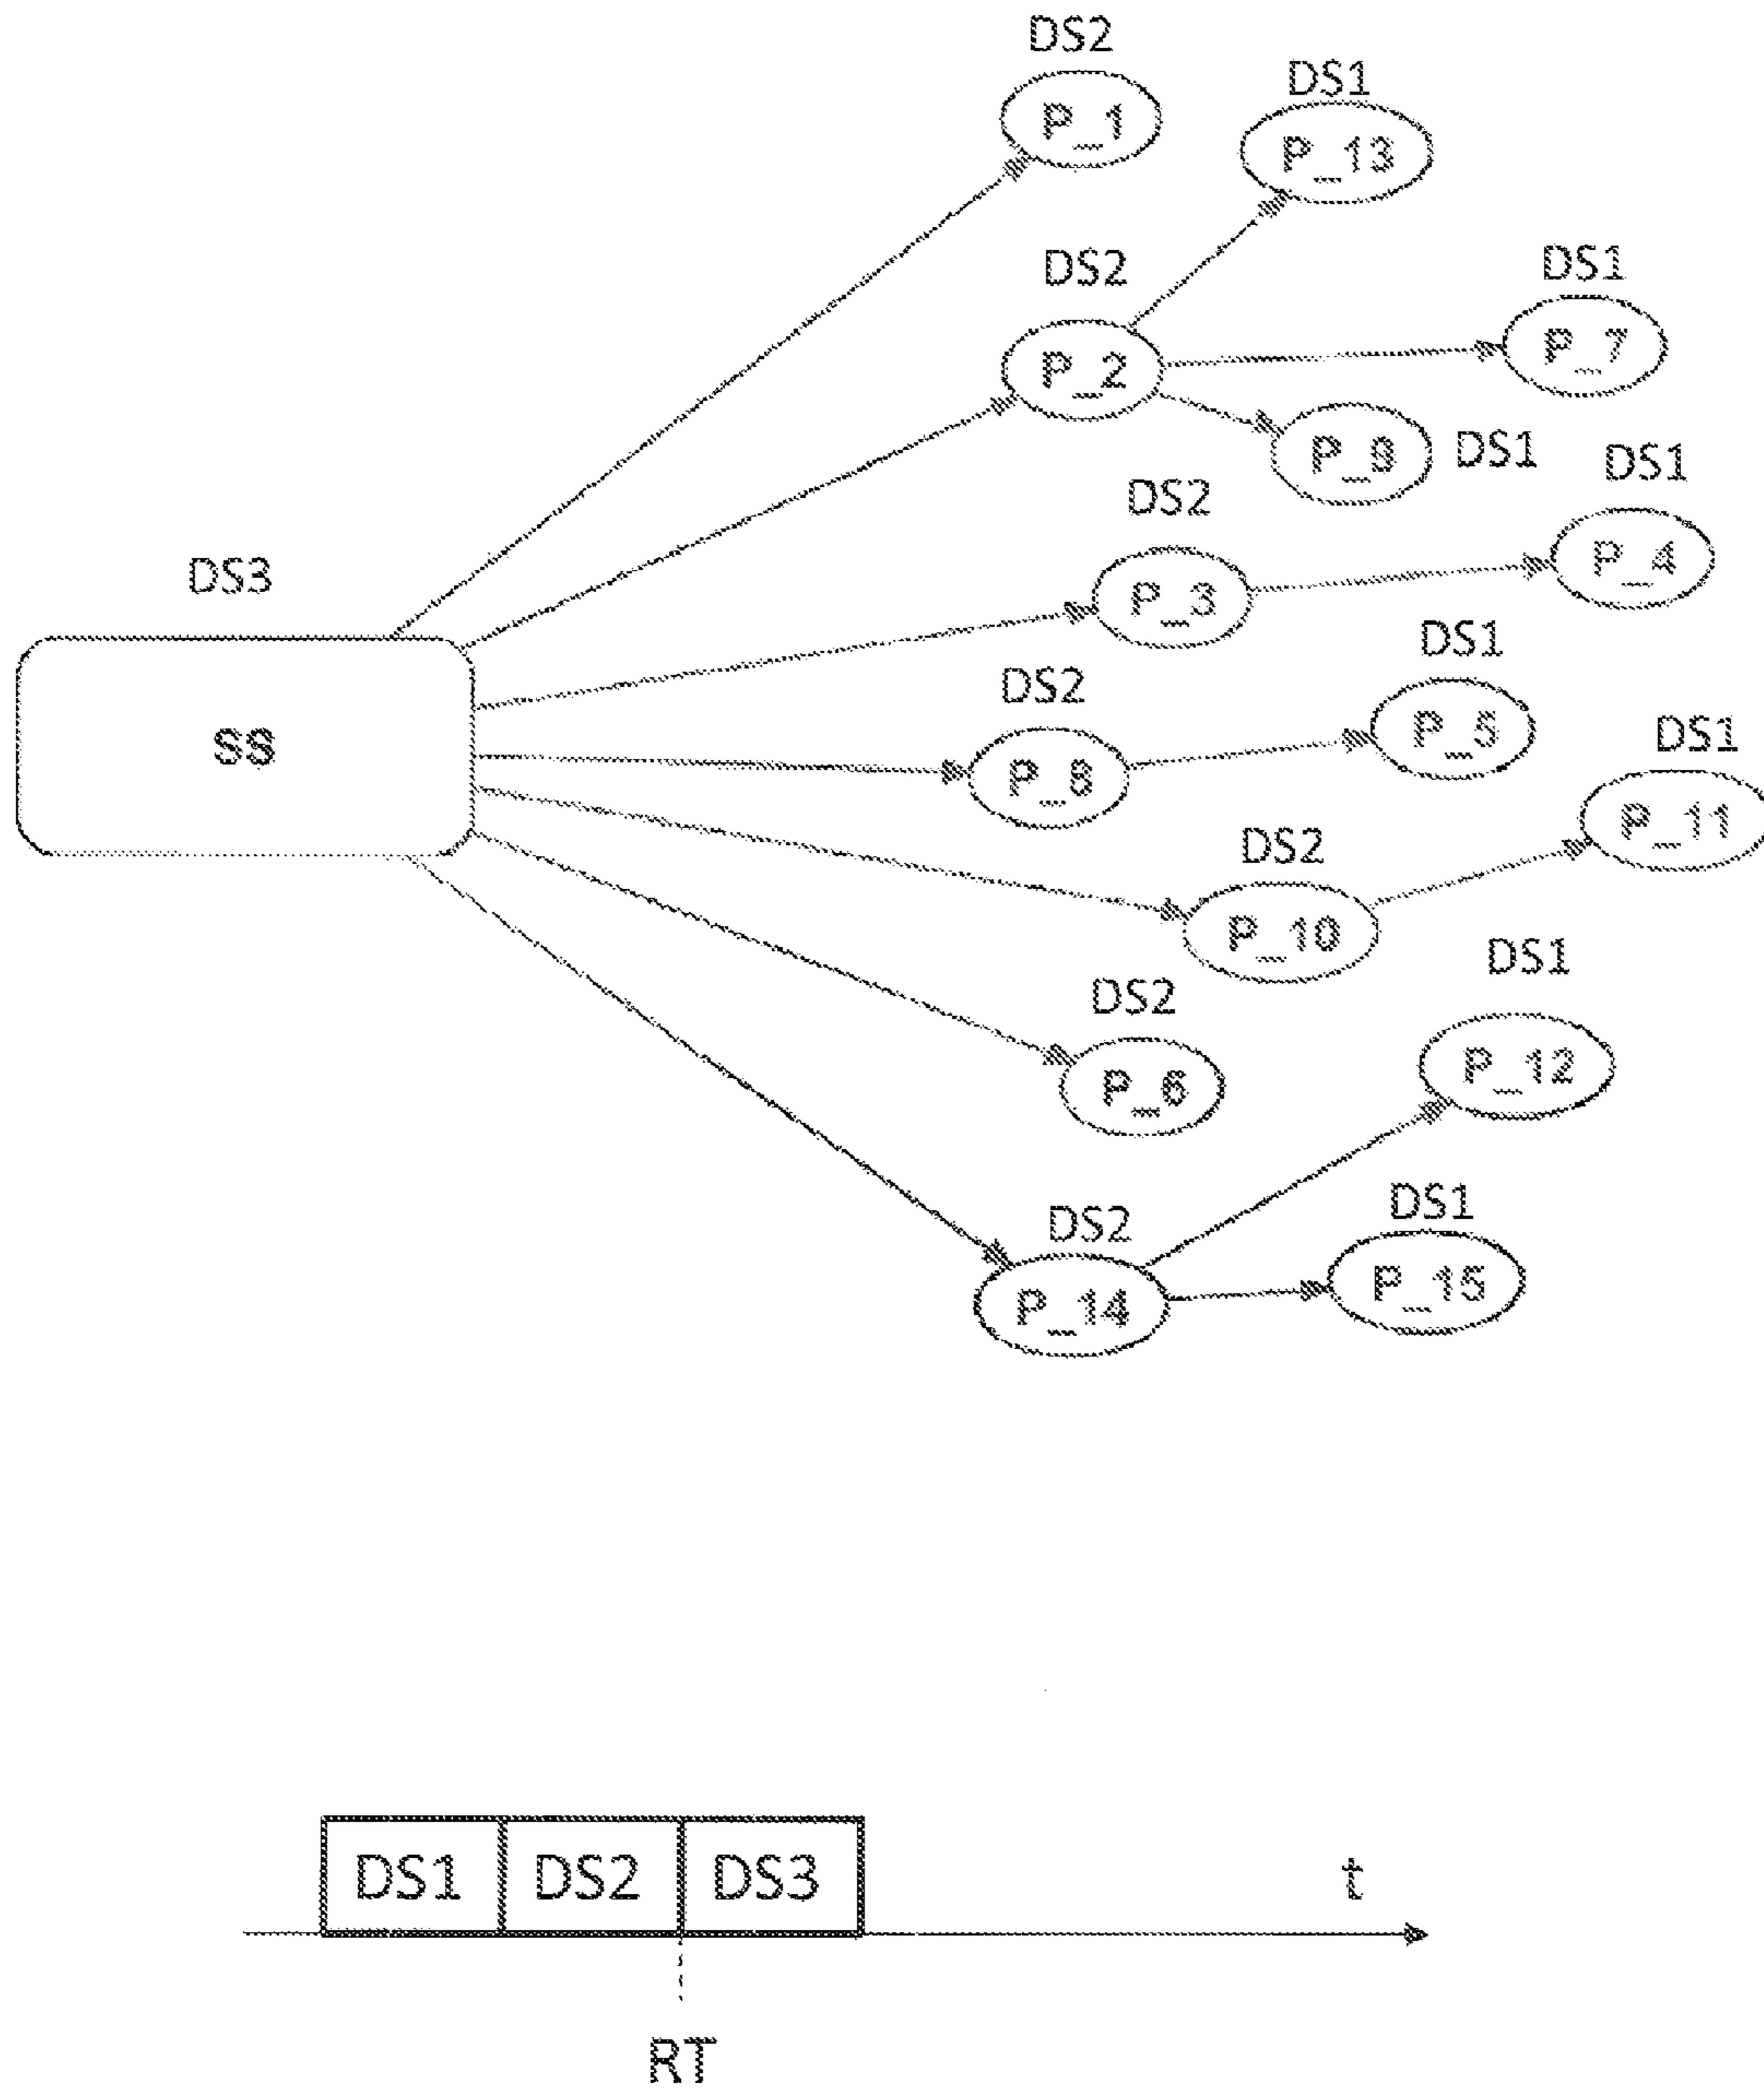 DS2
P_1
DS1
P_13
DS2
P_2
DS1
P_7
P_9
DS1
DS2
P_3
DS1
P_4
DS3
SS
DS2
P_8
DS1
P_5
DS2
P_10
DS1
P_11
DS2
P_6
DS1
P_12
DS2
P_14
DS1
P_15
DS1 DS2 DS3 t
RT